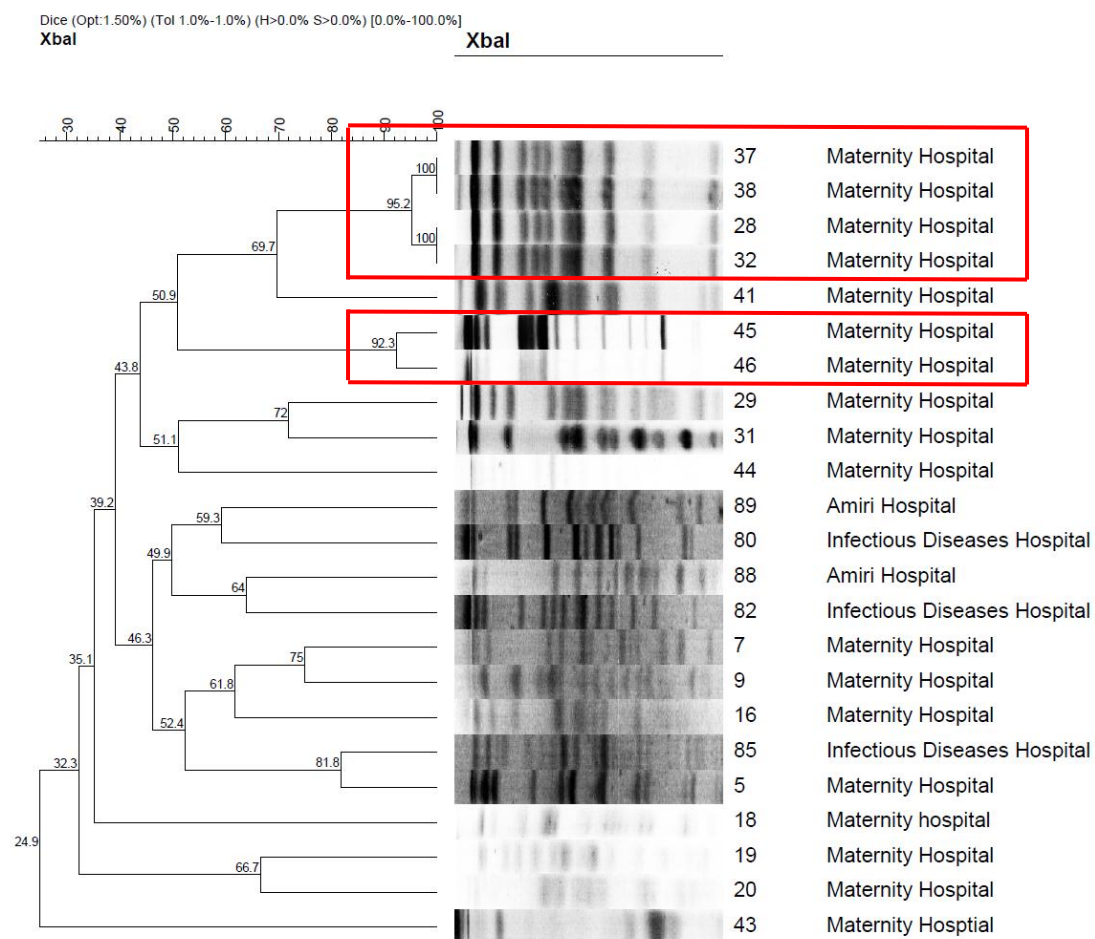 Dice (Opt:1.50%) (Tol 1.0%-1.0%) (H>0.0% S>0.0%) [0.0%-100.0%]
XbaI XbaI
30 40 50 60 70 80 90 100
100 37 Maternity Hospital
38 Maternity Hospital
95.2
28 Maternity Hospital
100
69.7 32 Maternity Hospital
50.9 41 Maternity Hospital
45 Maternity Hospital
92.3
43.8 46 Maternity Hospital
29 Maternity Hospital
72
51.1 31 Maternity Hospital
44 Maternity Hospital
39.2 89 Amiri Hospital
59.3
49.9 80 Infectious Diseases Hospital
88 Amiri Hospital
64
82 Infectious Diseases Hospital
46.3
35.1 7 Maternity Hospital
75
61.8 9 Maternity Hospital
52.4 16 Maternity Hospital
32.3 81.8 85 Infectious Diseases Hospital
5 Maternity Hospital
24.9 18 Maternity hospital
19 Maternity Hospital
66.7
20 Maternity Hospital
43 Maternity Hosptial